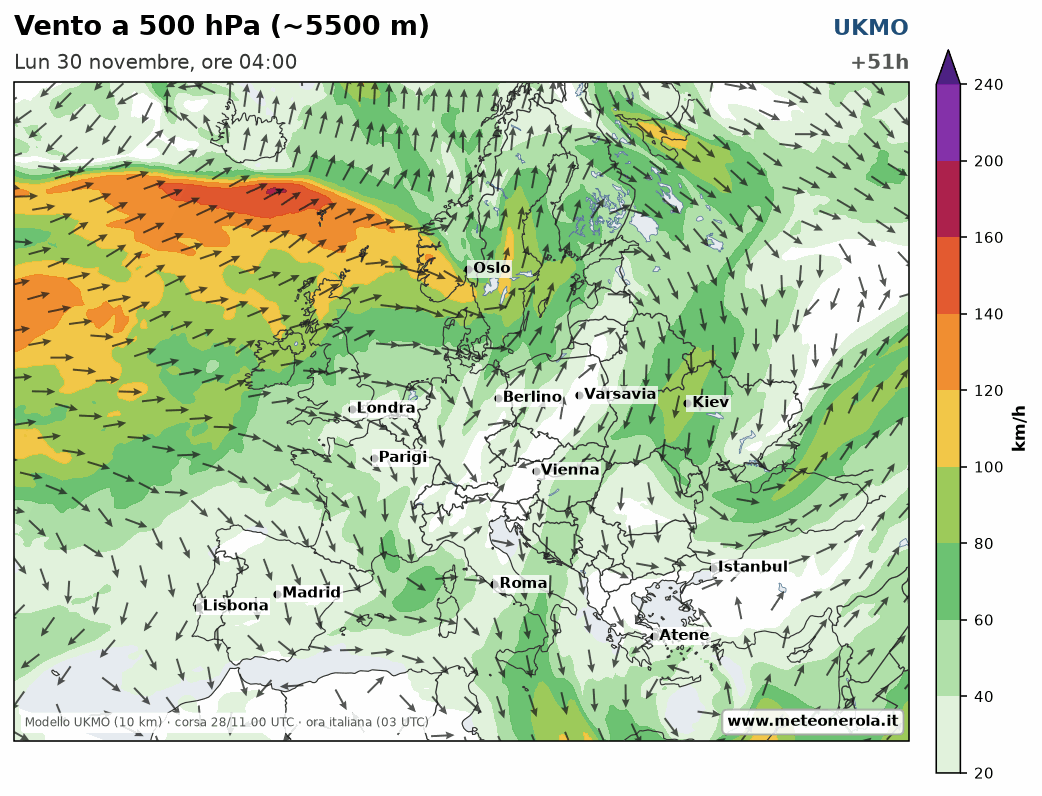 Vento a 500 hPa (~5500 m)
UKMO
Lun 30 novembre, ore 04:00
+51h
240
200
160
140
120
100
80
60
40
20
km/h
Oslo
Berlino
Varsavia
Kiev
Londra
Parigi
Vienna
Istanbul
Roma
Madrid
Lisbona
Atene
Modello UKMO (10 km) · corsa 28/11 00 UTC · ora italiana (03 UTC)
www.meteonerola.it